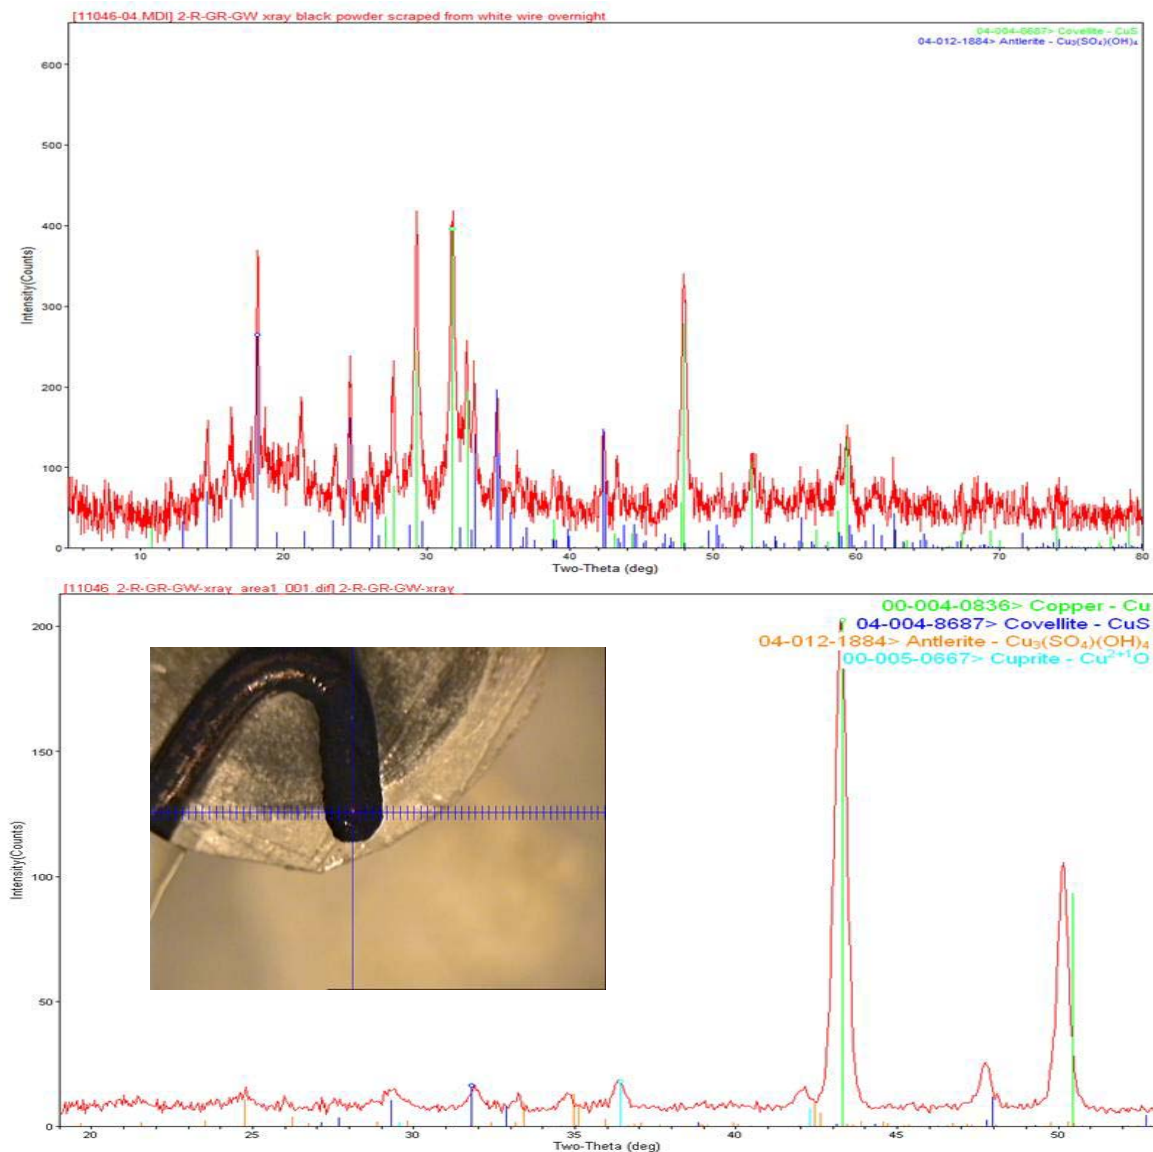 [11046-04.MDI] 2-R-GR-GW xray black powder scraped from white wire overnight
04-004-8687> Covellite - CuS
04-012-1884> Antlerite - Cu₃(SO₄)(OH)₄
600
500
400
300
200
100
0
Intensity(Counts)
10 20 30 40 50 60 70 80
Two-Theta (deg)
[11046_2-R-GR-GW-xray_area1_001.dif] 2-R-GR-GW-xray
00-004-0836> Copper - Cu
04-004-8687> Covellite - CuS
04-012-1884> Antlerite - Cu₃(SO₄)(OH)₄
00-005-0667> Cuprite - Cu²⁺¹O
200
150
100
50
0
Intensity(Counts)
20 25 30 35 40 45 50
Two-Theta (deg)